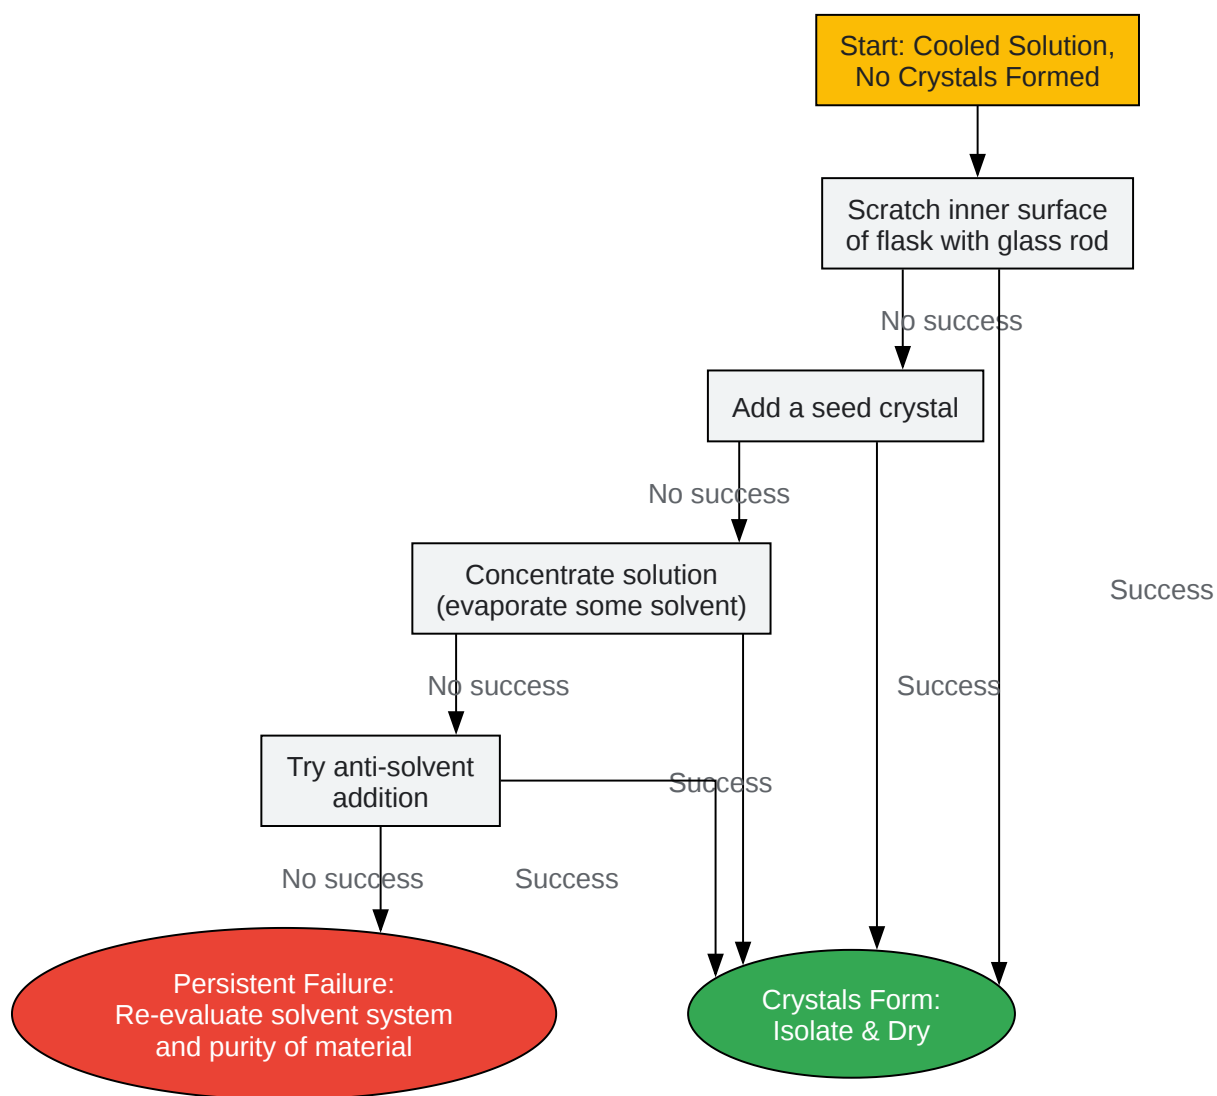 Start: Cooled Solution,
No Crystals Formed
Scratch inner surface
of flask with glass rod
No success
Add a seed crystal
No success
Concentrate solution
(evaporate some solvent)
Success
No success
Success
Try anti-solvent
addition
Success
No success
Success
Persistent Failure:
Re-evaluate solvent system
and purity of material
Crystals Form:
Isolate & Dry